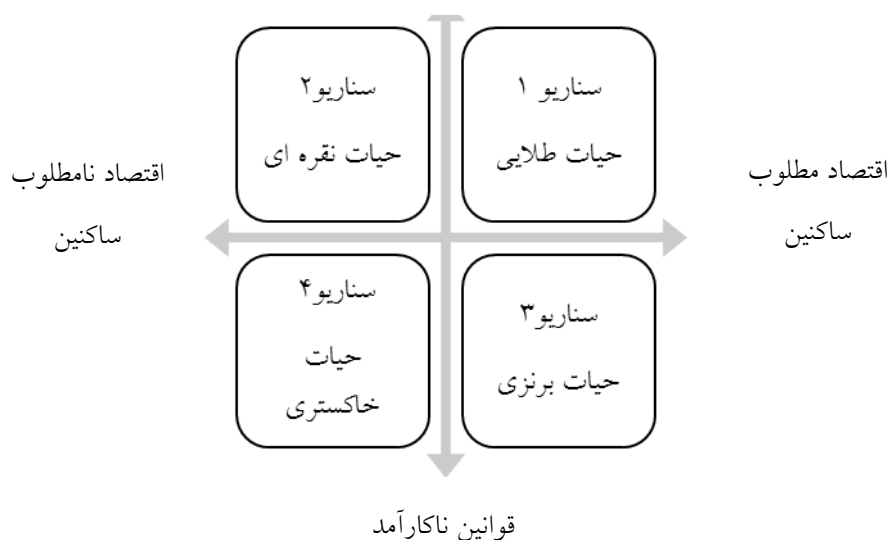 سناریو ۱
حیات طلایی
سناریو۲
حیات نقره ای
اقتصاد مطلوب
ساکنین
اقتصاد نامطلوب
ساکنین
سناریو۳
حیات برنزی
سناریو۴
حیات
خاکستری
قوانین ناکارآمد